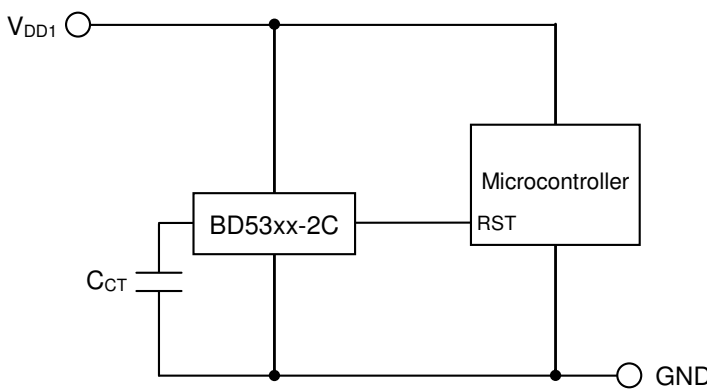 VDD1
Microcontroller
BD53xx-2C
RST
CCT
GND